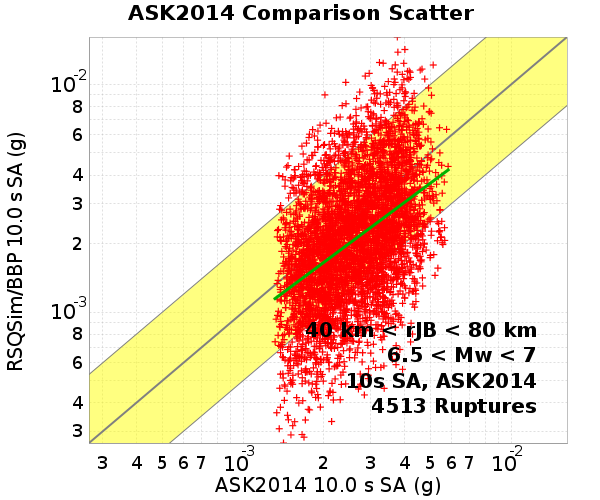 ASK2014 Comparison Scatter
RSQSim/BBP 10.0 s SA (g)
10-2
8
6
4
3
2
10-3
8
6
4
3
40 km < rJB < 80 km
6.5 < Mw < 7
10s SA, ASK2014
4513 Ruptures
3 4 5 6 7 10-3 2 3 4 5 6 7 10-2
ASK2014 10.0 s SA (g)